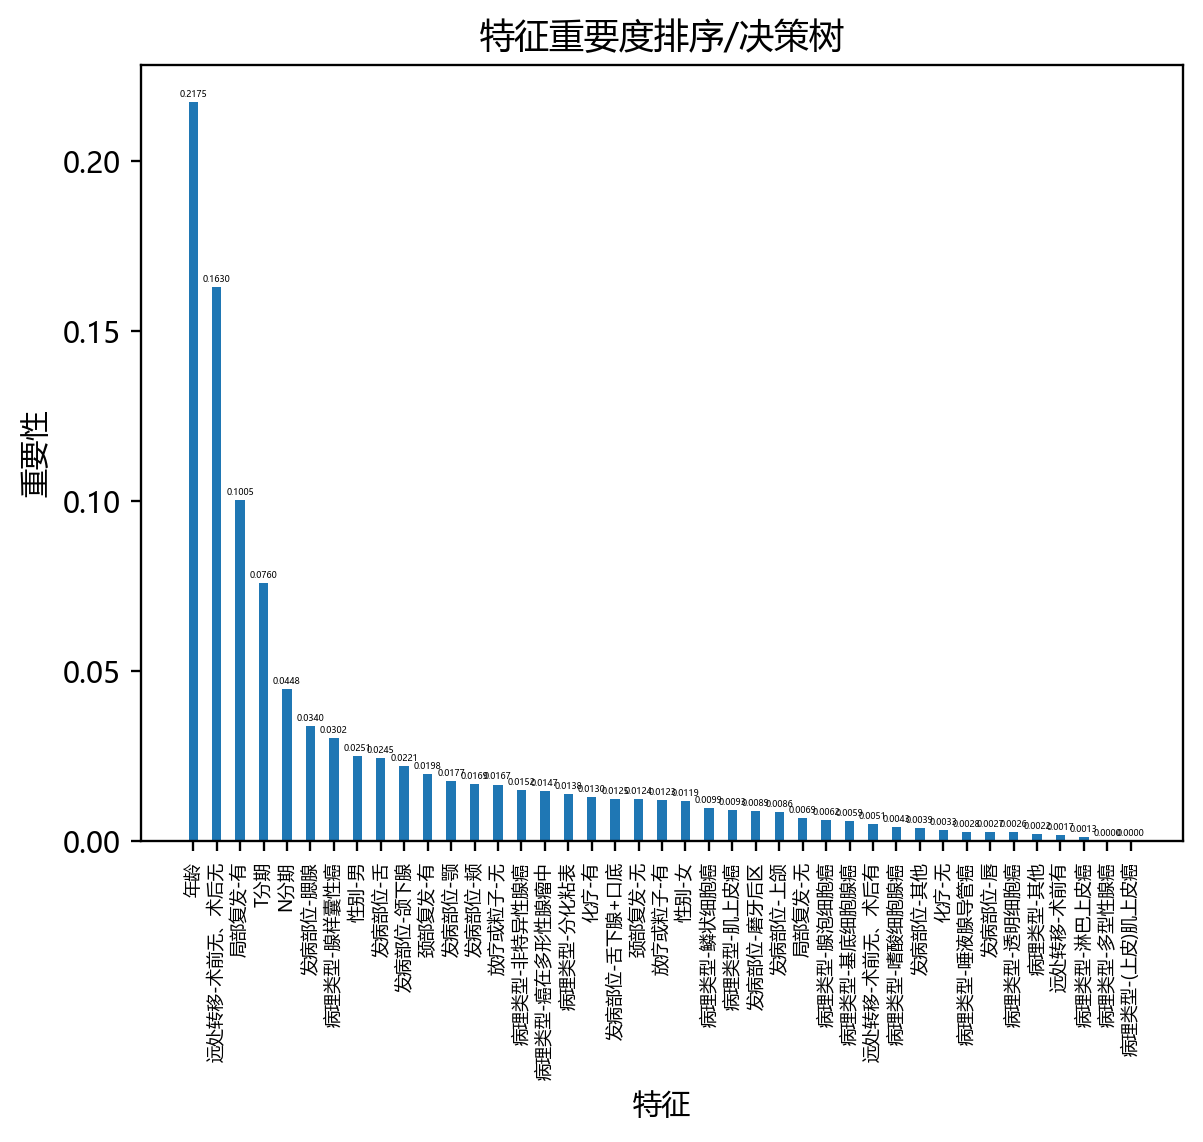 特征重要度排序/决策树
重要性
0.20
0.15
0.10
0.05
0.00
0.2175
0.1630
0.1005
0.0760
0.0448
0.0340
0.0302
0.0251
0.0245
0.0221
0.0198
0.0177
0.0169
0.0167
0.0152
0.0147
0.0138
0.0130
0.0125
0.0124
0.0123
0.0119
0.0099
0.0093
0.0089
0.0086
0.0069
0.0062
0.0059
0.0051
0.0043
0.0039
0.0033
0.0028
0.0027
0.0026
0.0022
0.0017
0.0013
0.0000
0.0000
年龄
远处转移-术前无、术后无
局部复发-有
T分期
N分期
发病部位-腮腺
病理类型-腺样囊性癌
性别-男
发病部位-舌
发病部位-颌下腺
颈部复发-有
发病部位-颚
发病部位-颊
放疗或粒子-无
病理类型-非特异性腺癌
病理类型-癌在多形性腺瘤中
病理类型-分化粘表
化疗-有
发病部位-舌下腺+口底
颈部复发-无
放疗或粒子-有
性别-女
病理类型-鳞状细胞癌
病理类型-肌上皮癌
发病部位-磨牙后区
发病部位-上颌
局部复发-无
病理类型-腺泡细胞癌
病理类型-基底细胞腺癌
远处转移-术前无、术后有
病理类型-嗜酸细胞腺癌
发病部位-其他
化疗-无
病理类型-唾液腺导管癌
发病部位-唇
病理类型-透明细胞癌
病理类型-其他
远处转移-术前有
病理类型-淋巴上皮癌
病理类型-多型性腺癌
病理类型-(上皮)肌上皮癌
特征